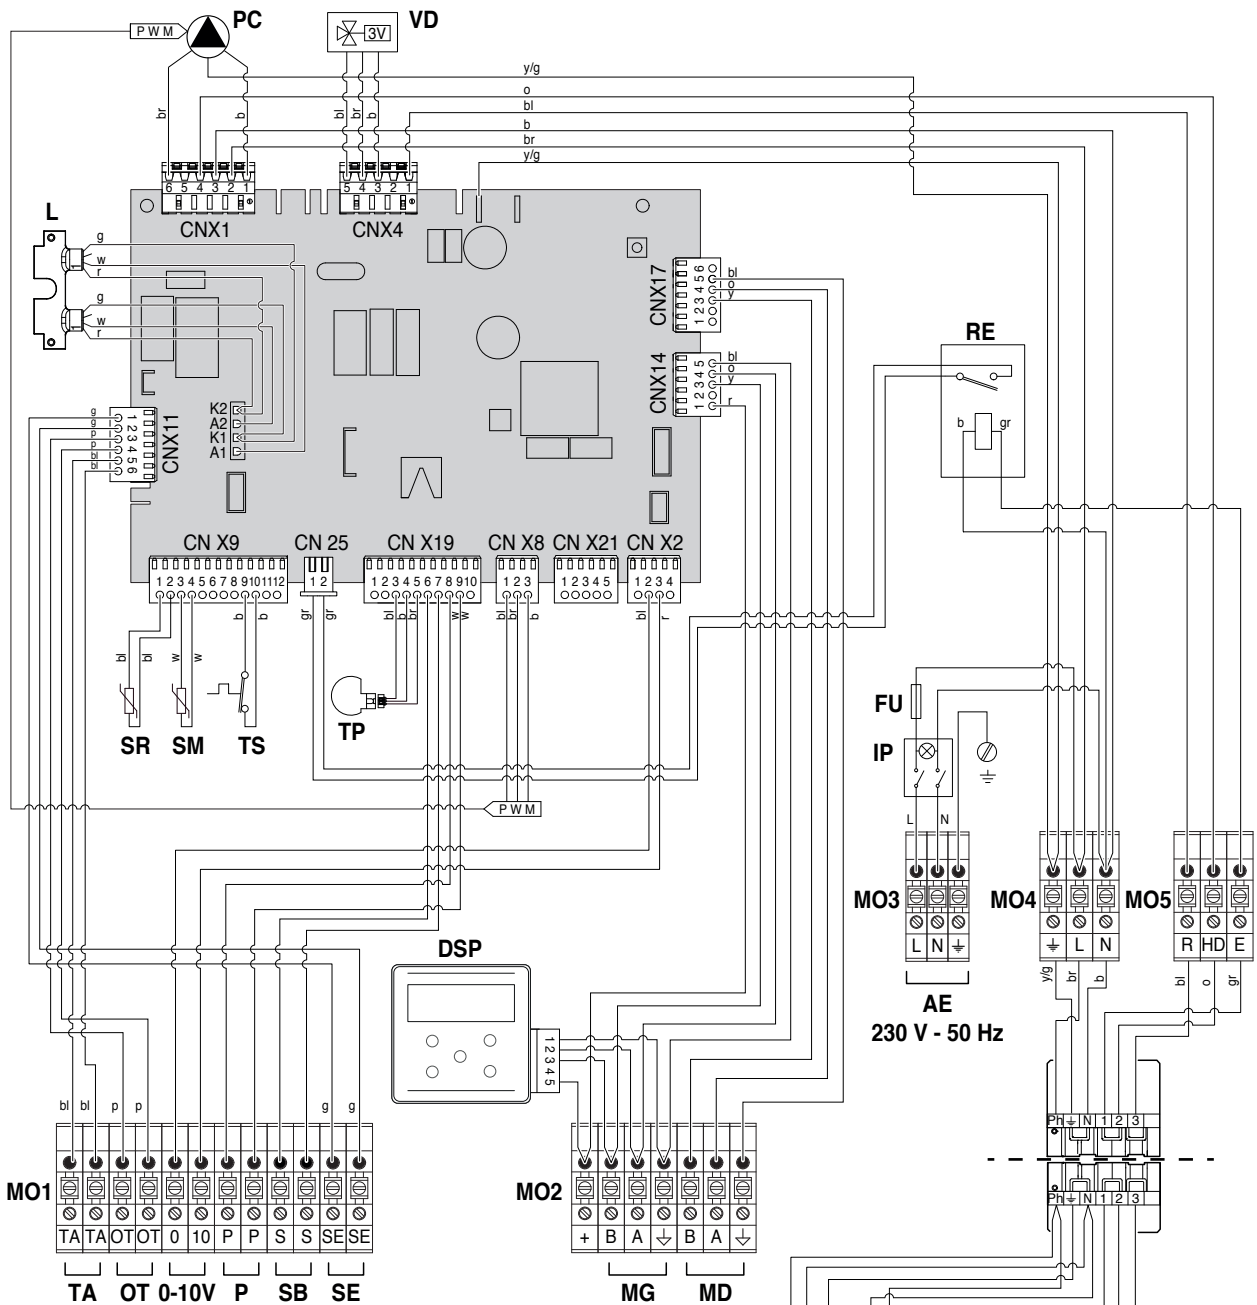 PWM PC VD
3V
y/g
o
bl
b
br
y/g
br b bl br b
6 5 4 3 2 1 5 4 3 2 1
CNX1 CNX4
L
g
w
r
g
w
r
1 2 3 4 5 6
CNX17
bl
o
y
RE
1 2 3 4 5
CNX14
bl
o
y
r
b gr
K2
A2
K1
A1
g
g
p
p
bl
bl
1 2 3 4 5 6
CNX11
CN X9 CN 25 CN X19 CN X8 CN X21 CN X2
1 2 3 4 5 6 7 8 9 10 11 12 1 2 1 2 3 4 5 6 7 8 9 10 1 2 3 1 2 3 4 5 1 2 3 4
b b gr gr bl b br w w bl br b bl r
bl bl w w
SR SM TS TP
FU
IP
PWM
L N
MO3 MO4 MO5
L N L N R HD E
y/g br b bl o gr
AE
230 V - 50 Hz
DSP
1 2 3 4 5
bl bl p p g g
Ph N 1 2 3
MO1 MO2
Ph N 1 2 3
TA TA OT OT 0 10 P P S S SE SE + B A B A
TA OT 0-10V P SB SE MG MD